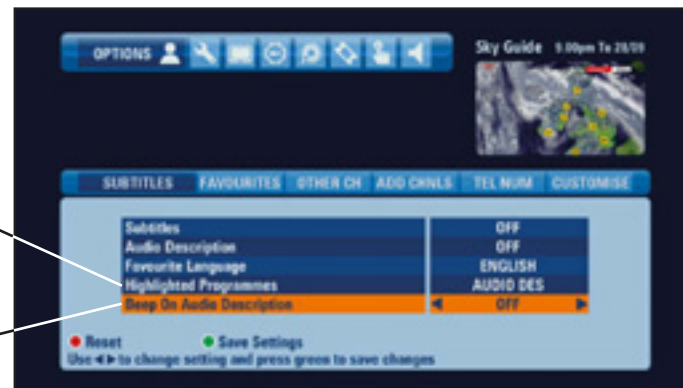 OPTIONS
Sky Guide 9.00pm Tu 28/09
SUBTITLES FAVOURITES OTHER CH ADD CHNLS TEL NUM CUSTOMISE
Subtitles OFF
Audio Description OFF
Favourite Language ENGLISH
Highlighted Programmes AUDIO DES
Beep On Audio Description OFF
Reset Save Settings
Use ◀ ▶ to change setting and press green to save changes